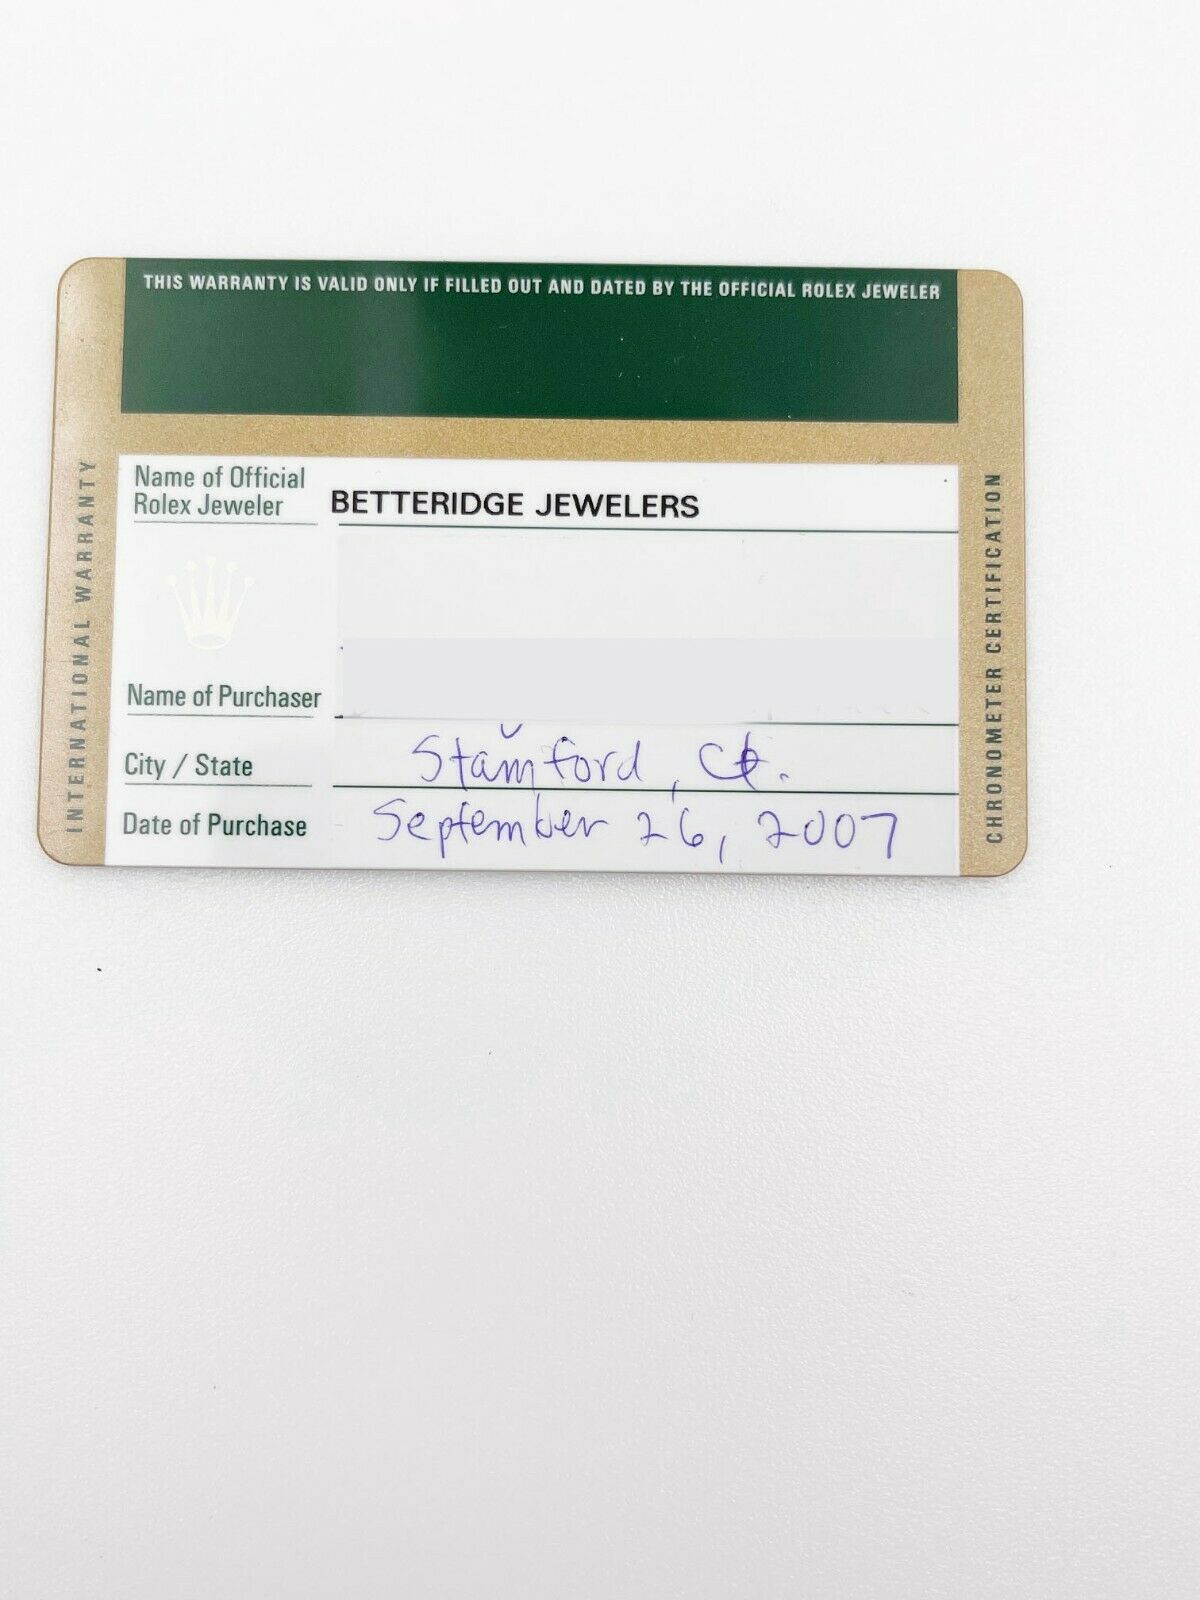 THIS WARRANTY IS VALID ONLY IF FILLED OUT AND DATED BY THE OFFICIAL ROLEX JEWELER
INTERNATIONAL WARRANTY
Name of Official
Rolex Jeweler BETTERIDGE JEWELERS
Name of Purchaser
City / State Stamford, Ct.
Date of Purchase September 26, 2007
CHRONOMETER CERTIFICATION